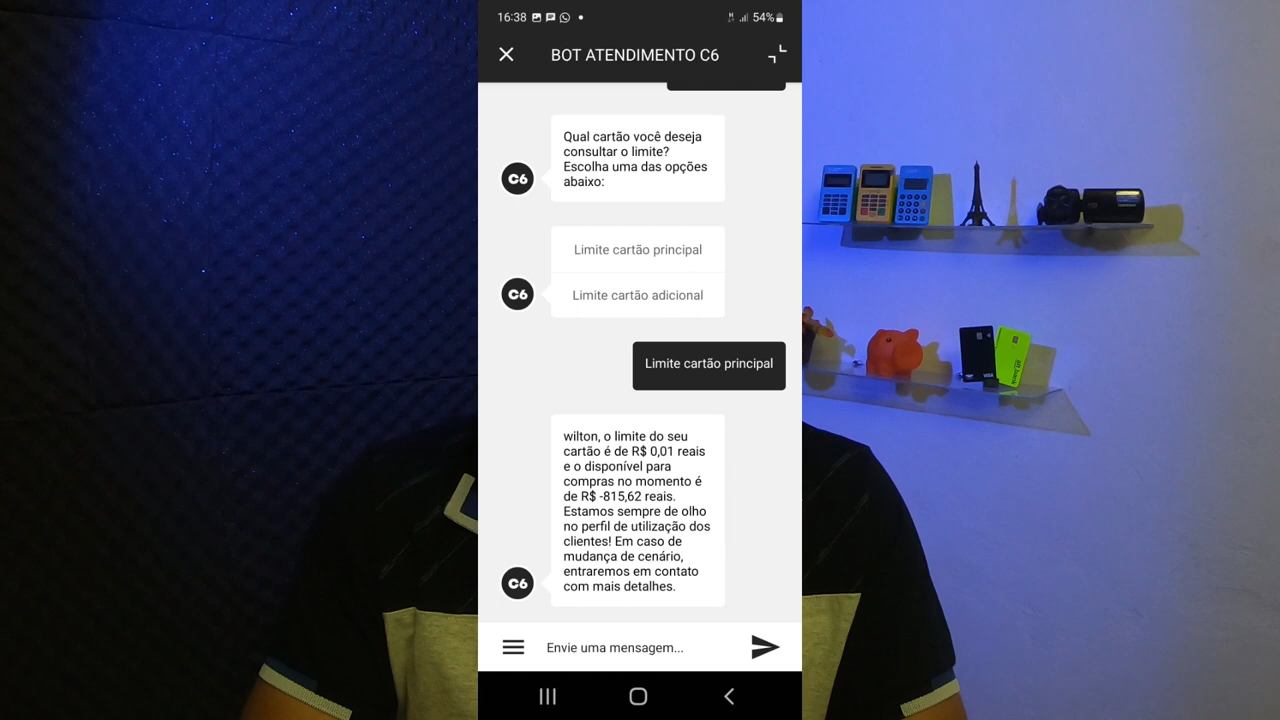 16:38
54%
BOT ATENDIMENTO C6
Qual cartão você deseja
consultar o limite?
Escolha uma das opções
abaixo:
C6
Limite cartão principal
C6
Limite cartão adicional
Limite cartão principal
wilton, o limite do seu
cartão é de R$ 0,01 reais
e o disponível para
compras no momento é
de R$ -815,62 reais.
Estamos sempre de olho
no perfil de utilização dos
clientes! Em caso de
mudança de cenário,
entraremos em contato
com mais detalhes.
C6
Envie uma mensagem...
VISA